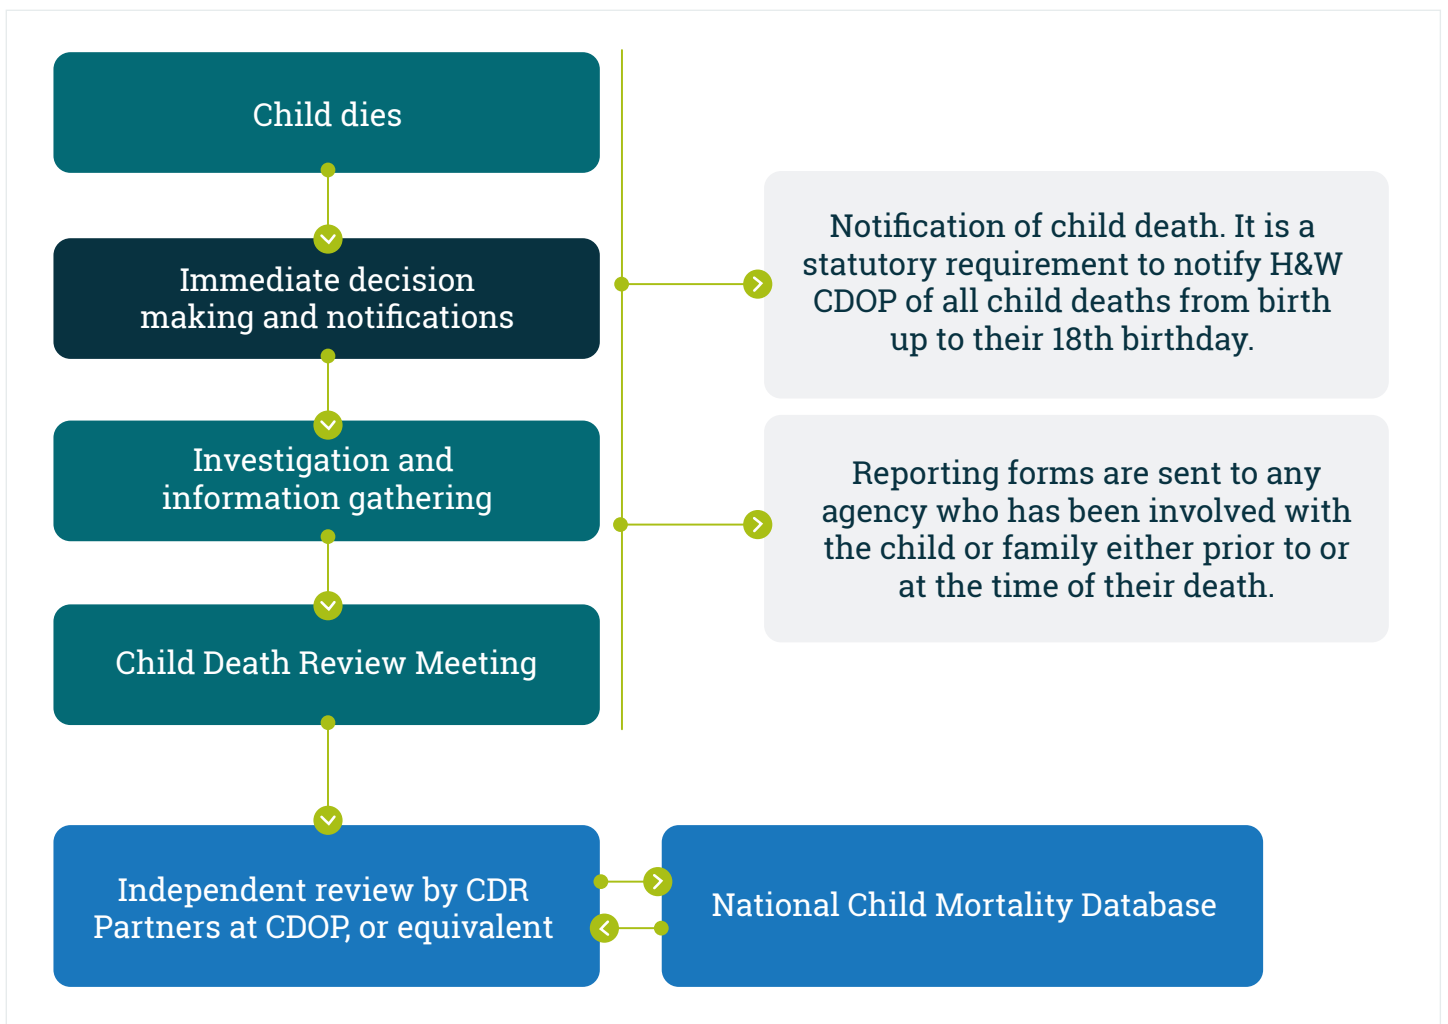 Child dies
Immediate decision
making and notifications
Notification of child death. It is a
statutory requirement to notify H&W
CDOP of all child deaths from birth
up to their 18th birthday.
Investigation and
information gathering
Reporting forms are sent to any
agency who has been involved with
the child or family either prior to or
at the time of their death.
Child Death Review Meeting
Independent review by CDR
Partners at CDOP, or equivalent
National Child Mortality Database